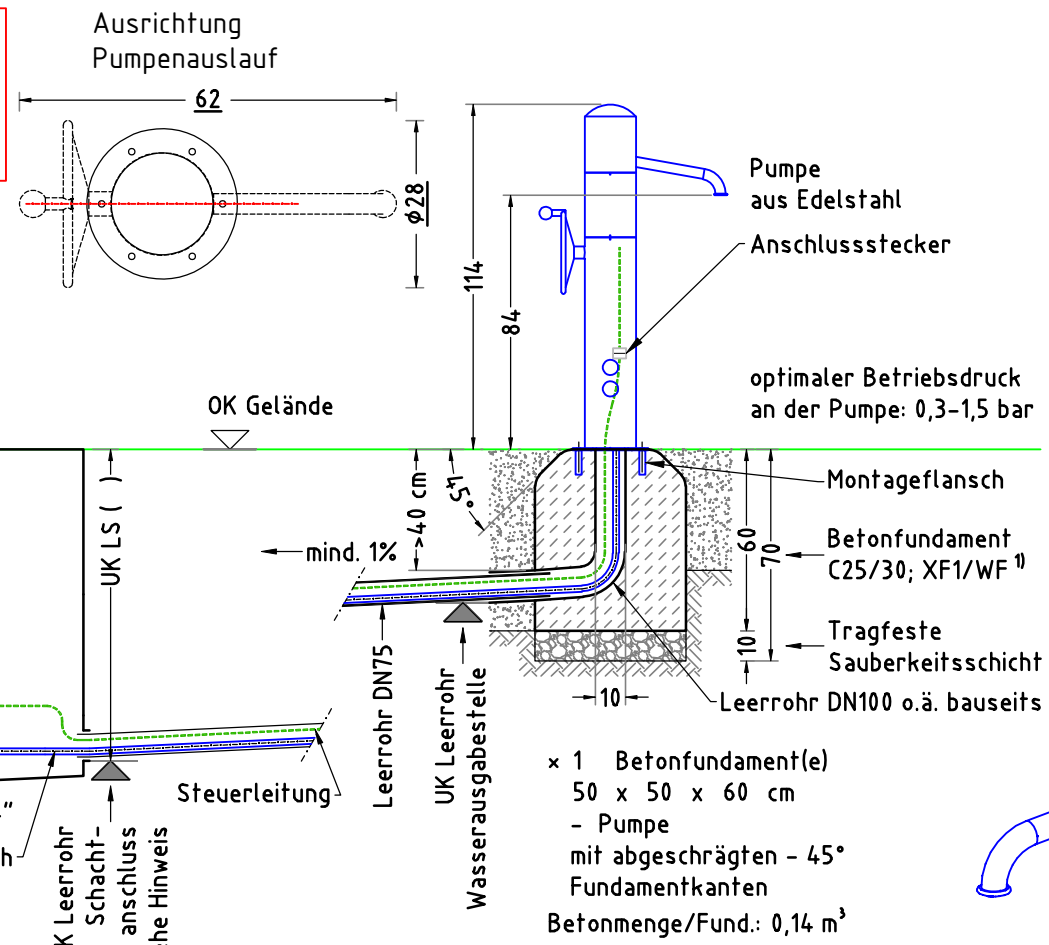 Ausrichtung
Pumpenauslauf
62
ϕ28
114
84
Pumpe
aus Edelstahl
Anschlussstecker
optimaler Betriebsdruck
an der Pumpe: 0,3-1,5 bar
OK Gelände
UK LS ( )
>40 cm
45°
mind. 1%
60
70
10
10
Montageflansch
Betonfundament
C25/30; XF1/WF ¹⁾
Tragfeste
Sauberkeitsschicht
Leerrohr DN100 o.ä. bauseits
Leerrohr DN75
UK Leerrohr
Wasserausgabestelle
Steuerleitung
K Leerrohr
Schacht-
anschluss
he Hinweis
"
h
× 1 Betonfundament(e)
50 x 50 x 60 cm
- Pumpe
mit abgeschrägten - 45°
Fundamentkanten
Betonmenge/Fund.: 0,14 m³